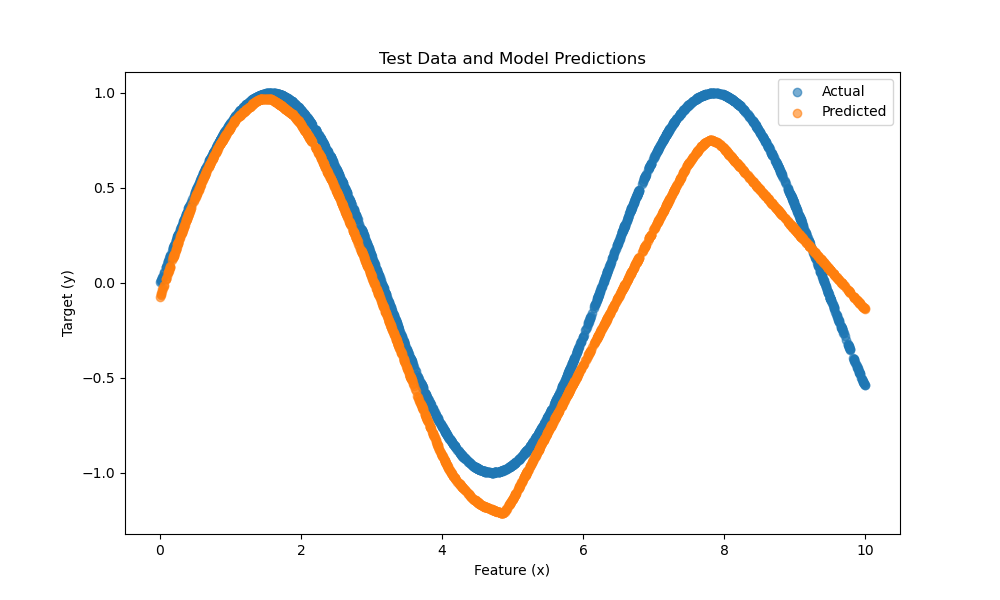 Test Data and Model Predictions
Actual
Predicted
1.0
0.5
0.0
−0.5
−1.0
Target (y)
0 2 4 6 8 10
Feature (x)